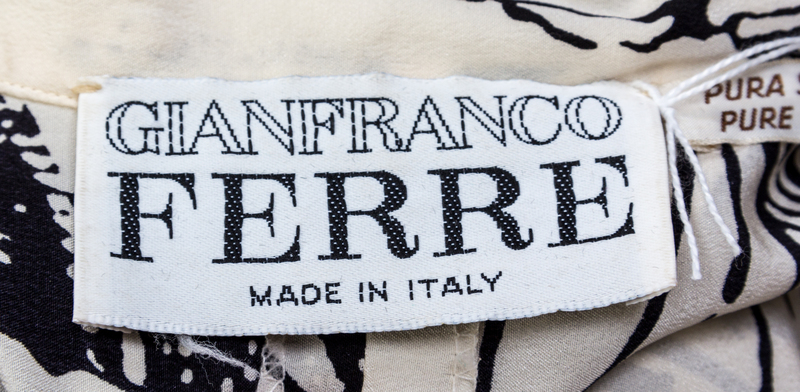 GIANFRANCO
FERRE
MADE IN ITALY
PURA
PURE